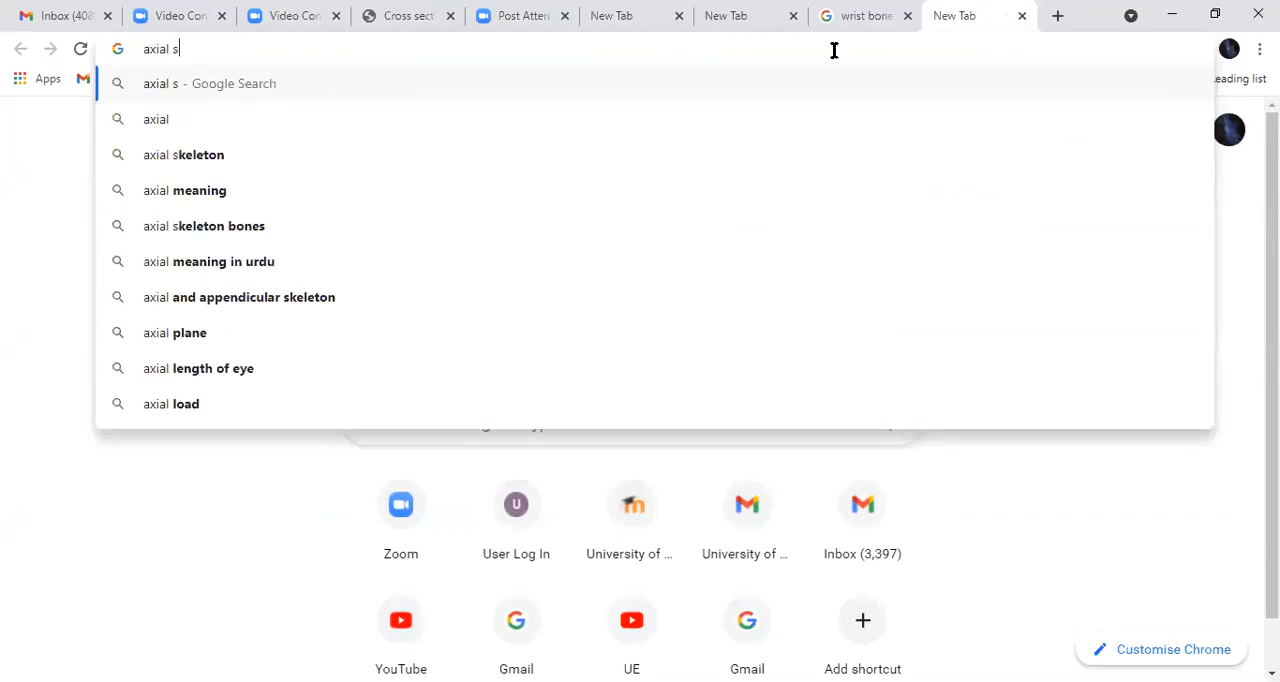 Inbox (408
Video Con
Video Con
Cross sect
Post Atten
New Tab
New Tab
wrist bone
New Tab
axial s
Apps
eading list
axial s - Google Search
axial
axial skeleton
axial meaning
axial skeleton bones
axial meaning in urdu
axial and appendicular skeleton
axial plane
axial length of eye
axial load
Zoom
U
User Log In
University of ...
University of ...
Inbox (3,397)
YouTube
Gmail
UE
Gmail
Add shortcut
Customise Chrome